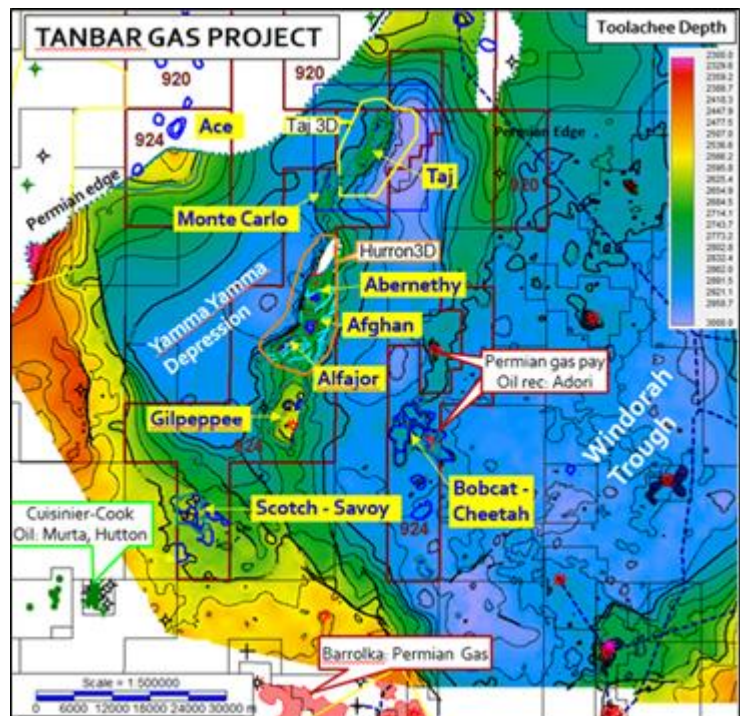 TANBAR GAS PROJECT
Toolachee Depth
920
920
924
Ace
Taj 3D
Permian Edge
Taj
920
Permian edge
Monte Carlo
Hurron3D
Abernethy
Yamma Yamma
Depression
Afghan
Alfajor
Permian gas pay
Oil rec: Adori
Gilpeppee
924
Windorah
Trough
Scotch - Savoy
Bobcat -
Cheetah
924
Cuisinier-Cook
Oil: Murta, Hutton
Barrolka: Permian Gas
Scale = 1:500000
0 6000 12000 18000 24000 30000 m